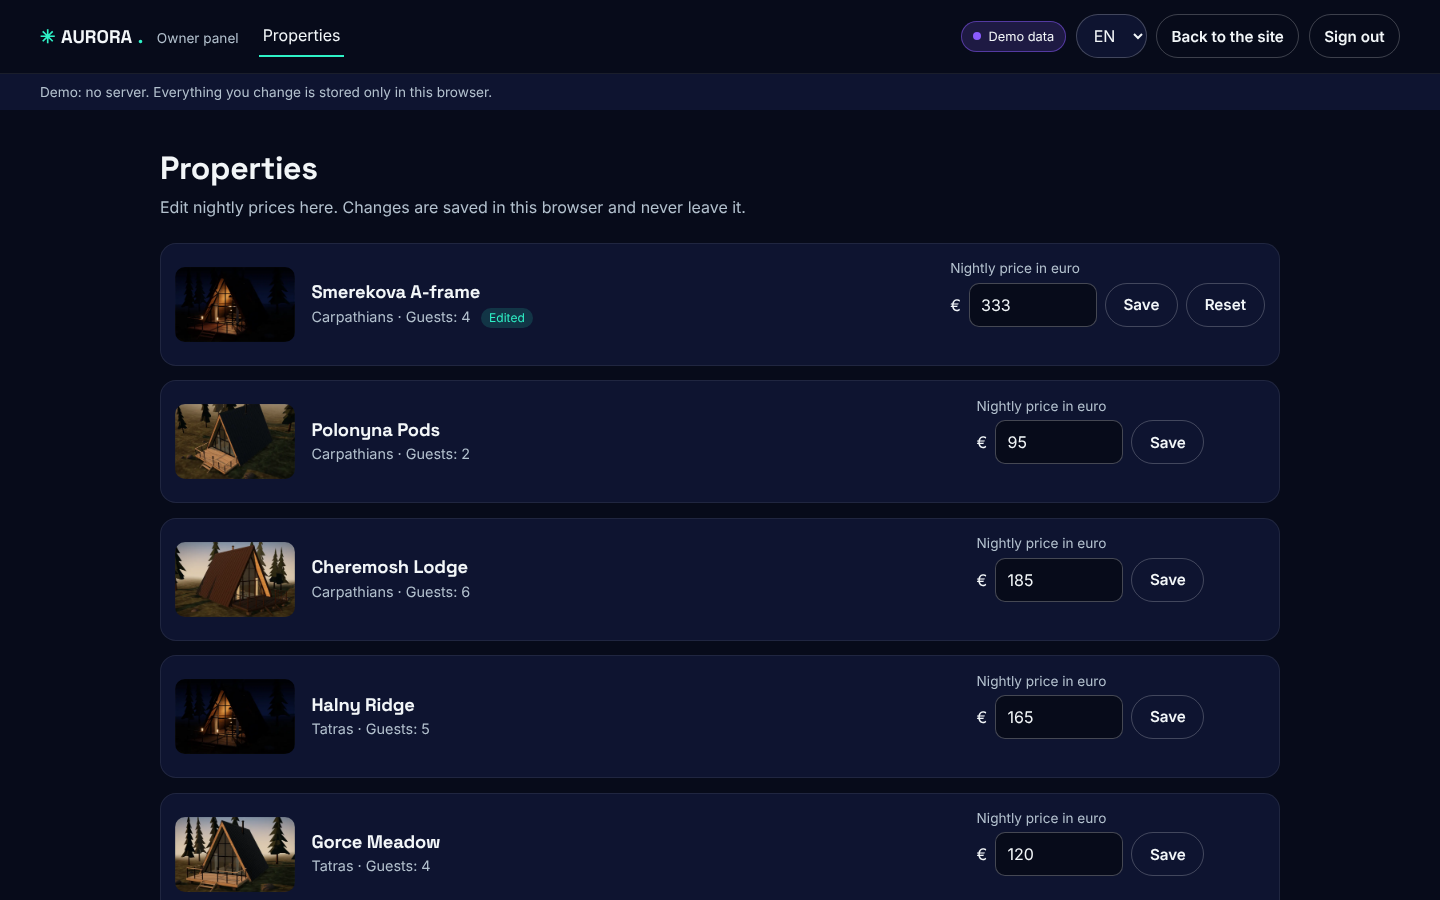 AURORA. Owner panel Properties Demo data EN Back to the site Sign out
Demo: no server. Everything you change is stored only in this browser.
Properties
Edit nightly prices here. Changes are saved in this browser and never leave it.
Nightly price in euro
Smerekova A-frame
Carpathians · Guests: 4 Edited
€ 333 Save Reset
Nightly price in euro
Polonyna Pods
Carpathians · Guests: 2
€ 95 Save
Nightly price in euro
Cheremosh Lodge
Carpathians · Guests: 6
€ 185 Save
Nightly price in euro
Halny Ridge
Tatras · Guests: 5
€ 165 Save
Nightly price in euro
Gorce Meadow
Tatras · Guests: 4
€ 120 Save